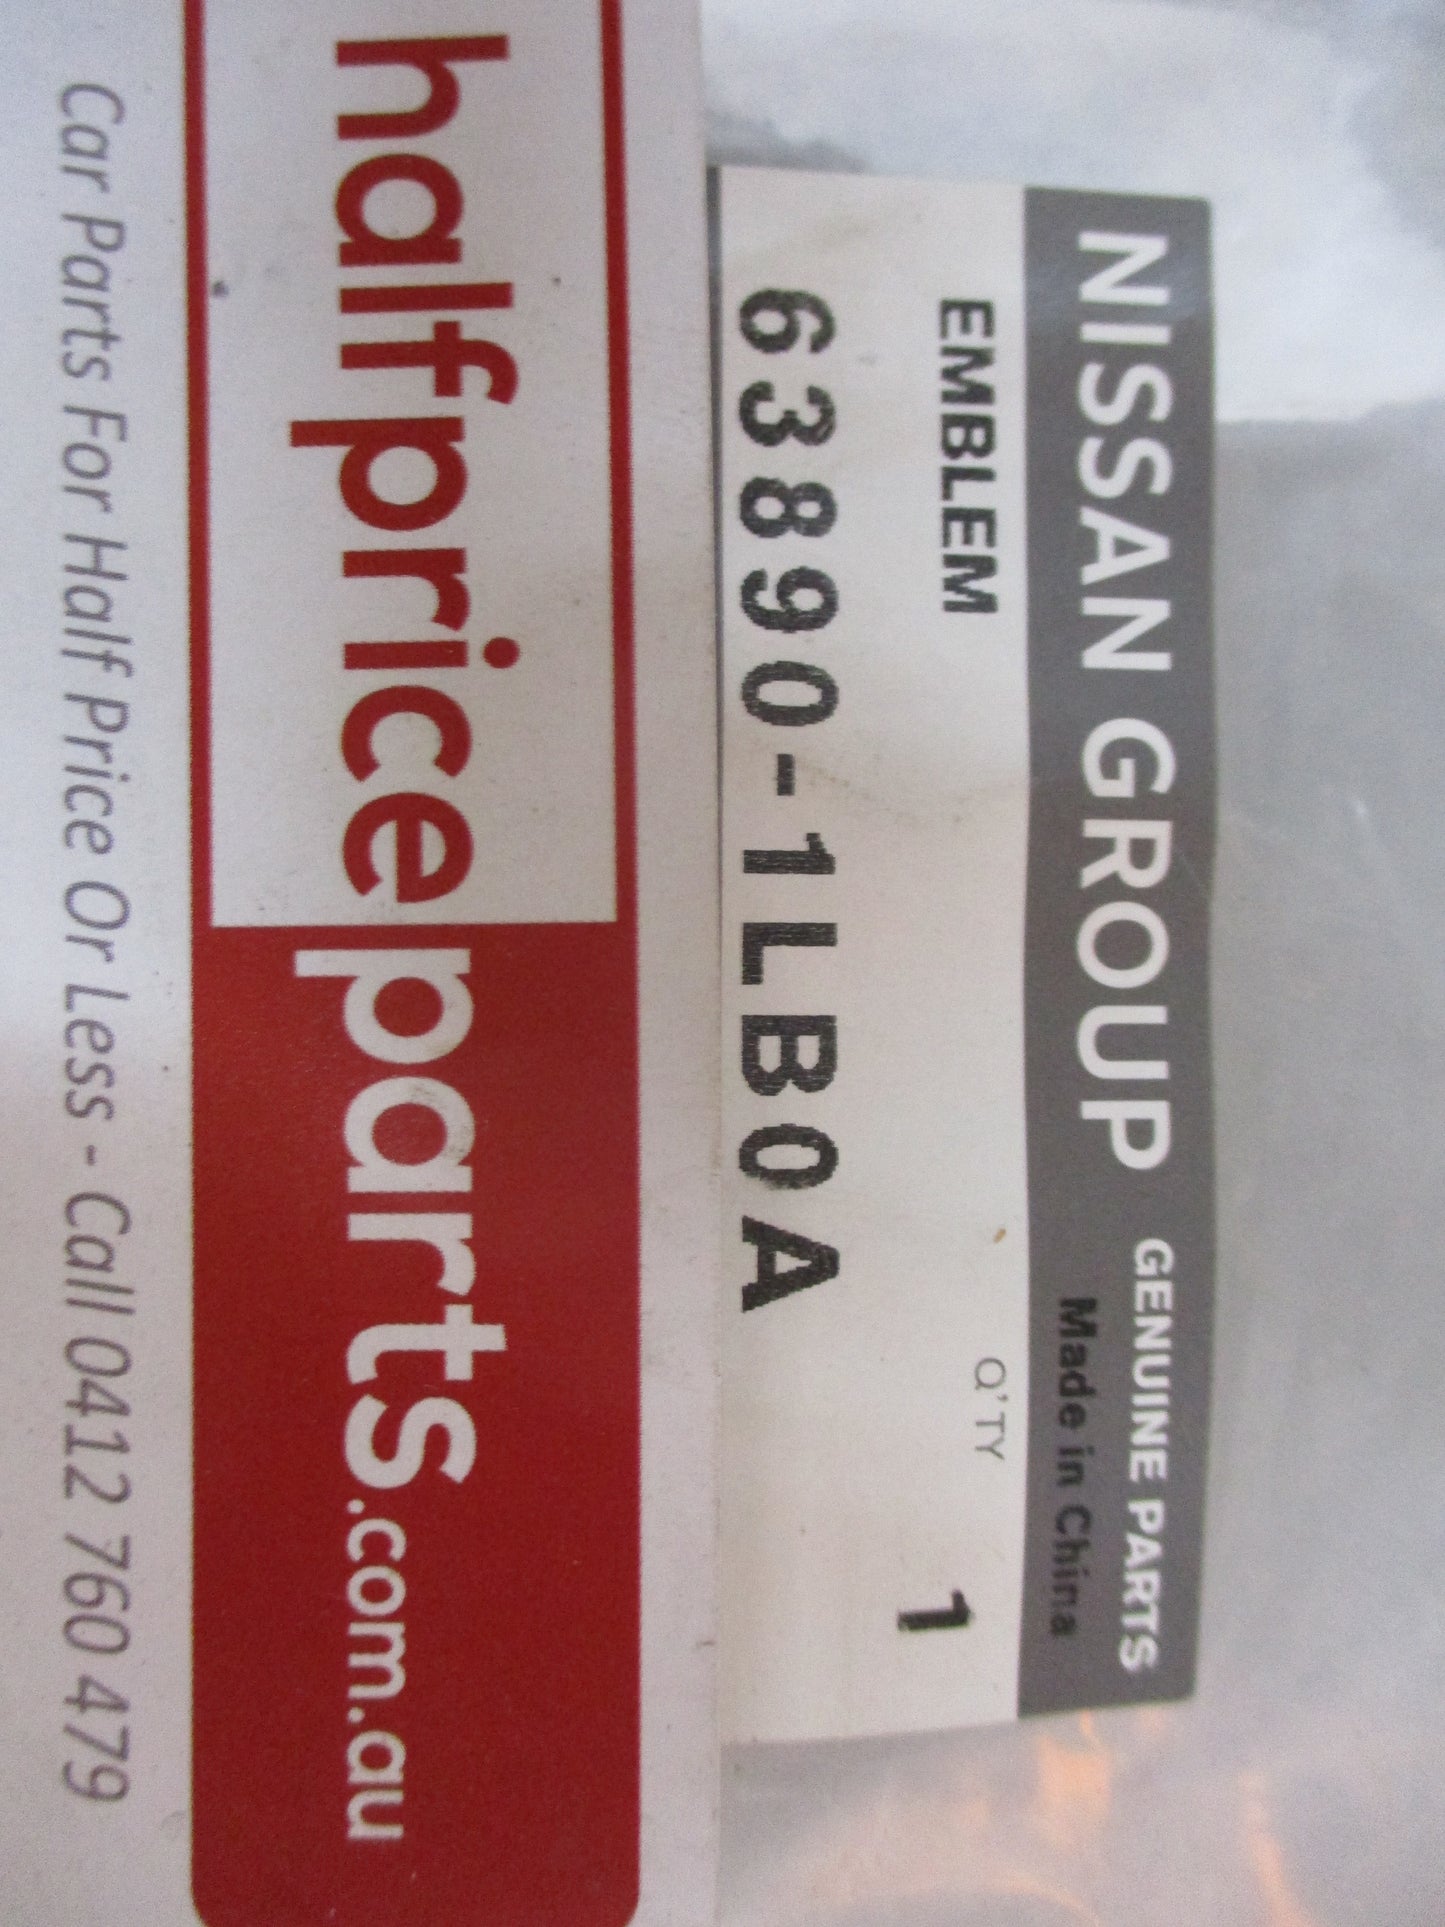 NISSAN GROUP GENUINE PARTS
Made in China
EMBLEM Q'TY
1
63890-1LB0A
halfpriceparts.com.au
Car Parts For Half Price Or Less - Call 0412 760 479